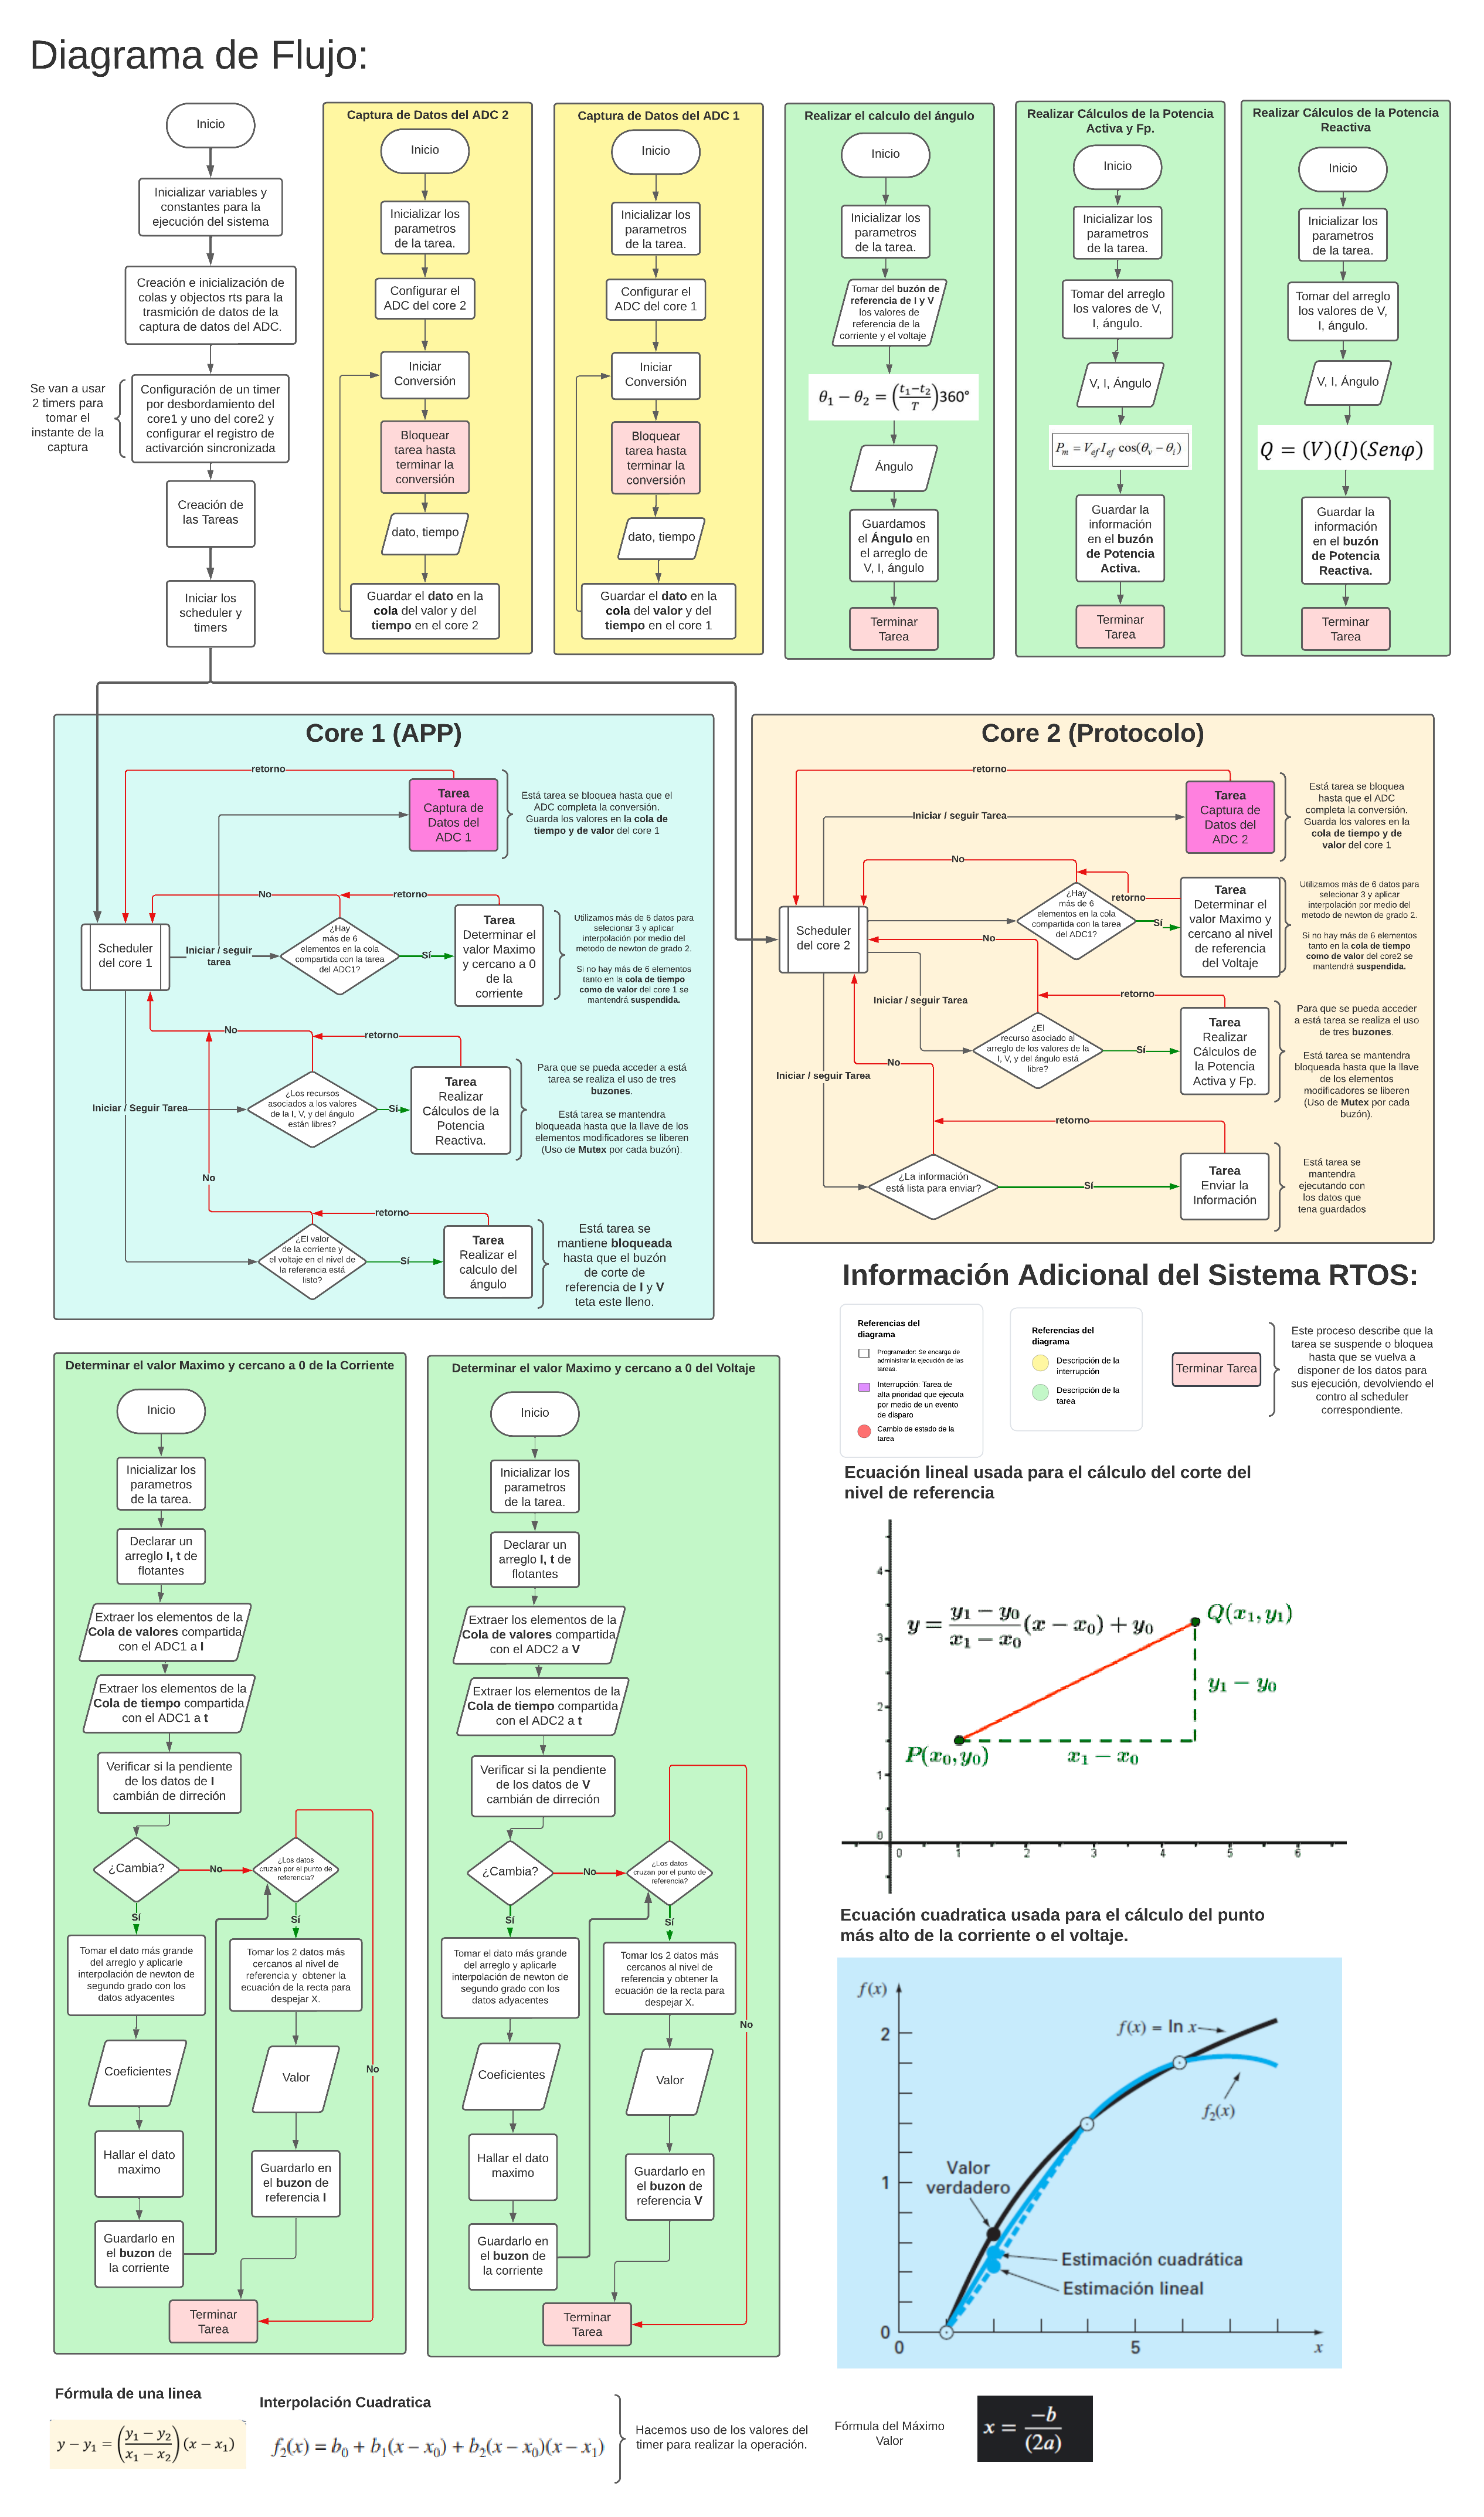 Diagrama de Flujo:
Inicio
Inicializar variables y
constantes para la
ejecución del sistema
Creación e inicialización de
colas y objectos rts para la
trasmición de datos de la
captura de datos del ADC.
Se van a usar
2 timers para
tomar el
instante de la
captura
Configuración de un timer
por desbordamiento del
core1 y uno del core2 y
configurar el registro de
activarción sincronizada
Creación de
las Tareas
Iniciar los
scheduler y
timers
Captura de Datos del ADC 2
Inicio
Inicializar los
parametros
de la tarea.
Configurar el
ADC del core 2
Iniciar
Conversión
Bloquear
tarea hasta
terminar la
conversión
dato, tiempo
Guardar el dato en la
cola del valor y del
tiempo en el core 2
Captura de Datos del ADC 1
Inicio
Inicializar los
parametros
de la tarea.
Configurar el
ADC del core 1
Iniciar
Conversión
Bloquear
tarea hasta
terminar la
conversión
dato, tiempo
Guardar el dato en la
cola del valor y del
tiempo en el core 1
Realizar el calculo del ángulo
Inicio
Inicializar los
parametros
de la tarea.
Tomar del buzón de
referencia de I y V
los valores de
referencia de la
corriente y el voltaje
θ₁ − θ₂ = (t₁−t₂/T)360°
Ángulo
Guardamos
el Ángulo en
el arreglo de
V, I, ángulo
Terminar
Tarea
Realizar Cálculos de la Potencia
Activa y Fp.
Inicio
Inicializar los
parametros
de la tarea.
Tomar del arreglo
los valores de V,
I, ángulo.
V, I, Ángulo
Pm = Vef Ief cos(θv − θi)
Guardar la
información
en el buzón
de Potencia
Activa.
Terminar
Tarea
Realizar Cálculos de la Potencia
Reactiva
Inicio
Inicializar los
parametros
de la tarea.
Tomar del arreglo
los valores de V,
I, ángulo.
V, I, Ángulo
Q = (V)(I)(Senφ)
Guardar la
información
en el buzón
de Potencia
Reactiva.
Terminar
Tarea
Core 1 (APP)
retorno
Tarea
Captura de
Datos del
ADC 1
Está tarea se bloquea hasta que el
ADC completa la conversión.
Guarda los valores en la cola de
tiempo y de valor del core 1
No
retorno
Scheduler
del core 1
Iniciar / seguir
tarea
¿Hay
más de 6
elementos en la cola
compartida con la tarea
del ADC1?
Sí
Tarea
Determinar el
valor Maximo
y cercano a 0
de la
corriente
Utilizamos más de 6 datos para
selecionar 3 y aplicar
interpolación por medio del
metodo de newton de grado 2.
Si no hay más de 6 elementos
tanto en la cola de tiempo
como de valor del core 1 se
mantendrá suspendida.
No
retorno
Iniciar / Seguir Tarea
¿Los recursos
asociados a los valores
de la I, V, y del ángulo
están libres?
Sí
Tarea
Realizar
Cálculos de la
Potencia
Reactiva.
Para que se pueda acceder a está
tarea se realiza el uso de tres
buzones.
Está tarea se mantendra
bloqueada hasta que la llave de los
elementos modificadores se liberen
(Uso de Mutex por cada buzón).
No
retorno
¿El valor
de la corriente y
el voltaje en el nivel de
la referencia está
listo?
Sí
Tarea
Realizar el
calculo del
ángulo
Está tarea se
mantiene bloqueada
hasta que el buzón
de corte de
referencia de I y V
teta este lleno.
Core 2 (Protocolo)
retorno
Iniciar / seguir Tarea
Tarea
Captura de
Datos del
ADC 2
Está tarea se bloquea
hasta que el ADC
completa la conversión.
Guarda los valores en la
cola de tiempo y de
valor del core 1
No
retorno
Scheduler
del core 2
¿Hay
más de 6
elementos en la cola
compartida con la tarea
del ADC1?
Sí
Tarea
Determinar el
valor Maximo y
cercano al nivel
de referencia
del Voltaje
Utilizamos más de 6 datos para
selecionar 3 y aplicar
interpolación por medio del
metodo de newton de grado 2.
Si no hay más de 6 elementos
tanto en la cola de tiempo
como de valor del core2 se
mantendrá suspendida.
No
retorno
Iniciar / seguir Tarea
¿El
recurso asociado al
arreglo de los valores de la
I, V, y del ángulo está
libre?
Sí
Tarea
Realizar
Cálculos de
la Potencia
Activa y Fp.
Para que se pueda acceder
a está tarea se realiza el uso
de tres buzones.
Está tarea se mantendra
bloqueada hasta que la llave
de los elementos
modificadores se liberen
(Uso de Mutex por cada
buzón).
No
Iniciar / seguir Tarea
retorno
¿La información
está lista para enviar?
Sí
Tarea
Enviar la
Información
Está tarea se
mantendra
ejecutando con
los datos que
tena guardados
Información Adicional del Sistema RTOS:
Referencias del
diagrama
Programador: Se encarga de
administrar la ejecución de las
tareas.
Interrupción: Tarea de
alta prioridad que ejecuta
por medio de un evento
de disparo
Cambio de estado de la
tarea
Referencias del
diagrama
Descripción de la
interrupción
Descripción de la
tarea
Terminar Tarea
Este proceso describe que la
tarea se suspende o bloquea
hasta que se vuelva a
disponer de los datos para
sus ejecución, devolviendo el
contro al scheduler
correspondiente.
Determinar el valor Maximo y cercano a 0 de la Corriente
Inicio
Inicializar los
parametros
de la tarea.
Declarar un
arreglo I, t de
flotantes
Extraer los elementos de la
Cola de valores compartida
con el ADC1 a I
Extraer los elementos de la
Cola de tiempo compartida
con el ADC1 a t
Verificar si la pendiente
de los datos de I
cambián de dirreción
¿Cambia?
No
¿Los datos
cruzan por el punto de
referencia?
Sí
Sí
Tomar el dato más grande
del arreglo y aplicarle
interpolación de newton de
segundo grado con los
datos adyacentes
Tomar los 2 datos más
cercanos al nivel de
referencia y obtener la
ecuación de la recta para
despejar X.
No
Coeficientes
Valor
Hallar el dato
maximo
Guardarlo en
el buzon de
referencia I
Guardarlo en
el buzon de
la corriente
Terminar
Tarea
Determinar el valor Maximo y cercano a 0 del Voltaje
Inicio
Inicializar los
parametros
de la tarea.
Declarar un
arreglo I, t de
flotantes
Extraer los elementos de la
Cola de valores compartida
con el ADC2 a V
Extraer los elementos de la
Cola de tiempo compartida
con el ADC2 a t
Verificar si la pendiente
de los datos de V
cambián de dirreción
¿Cambia?
No
¿Los datos
cruzan por el punto de
referencia?
Sí
Sí
Tomar el dato más grande
del arreglo y aplicarle
interpolación de newton de
segundo grado con los
datos adyacentes
Tomar los 2 datos más
cercanos al nivel de
referencia y obtener la
ecuación de la recta para
despejar X.
No
Coeficientes
Valor
Hallar el dato
maximo
Guardarlo en
el buzon de
referencia V
Guardarlo en
el buzon de
la corriente
Terminar
Tarea
Ecuación lineal usada para el cálculo del corte del
nivel de referencia
4
3
2
1
0
0 1 2 3 4 5 6
y = (y₁ − y₀)/(x₁ − x₀)(x − x₀) + y₀
Q(x₁, y₁)
y₁ − y₀
P(x₀, y₀)
x₁ − x₀
Ecuación cuadratica usada para el cálculo del punto
más alto de la corriente o el voltaje.
f(x)
2
1
0
0 5 x
f(x) = ln x
f₂(x)
Valor
verdadero
Estimación cuadrática
Estimación lineal
Fórmula de una linea
y − y₁ = (y₁ − y₂/x₁ − x₂)(x − x₁)
Interpolación Cuadratica
f₂(x) = b₀ + b₁(x − x₀) + b₂(x − x₀)(x − x₁)
Hacemos uso de los valores del
timer para realizar la operación.
Fórmula del Máximo
Valor
x = −b/(2a)